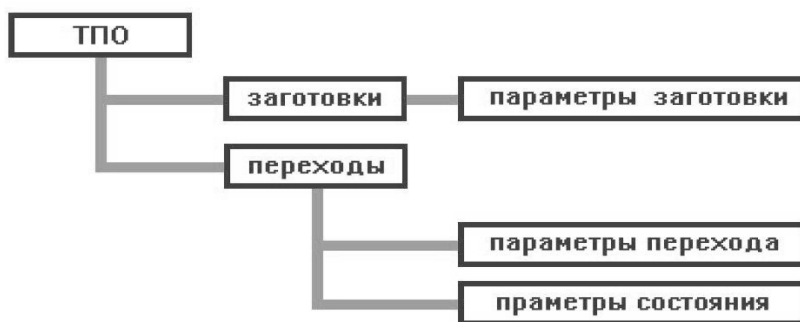 ТПО
заготовки
параметры заготовки
переходы
параметры перехода
праметры состояния